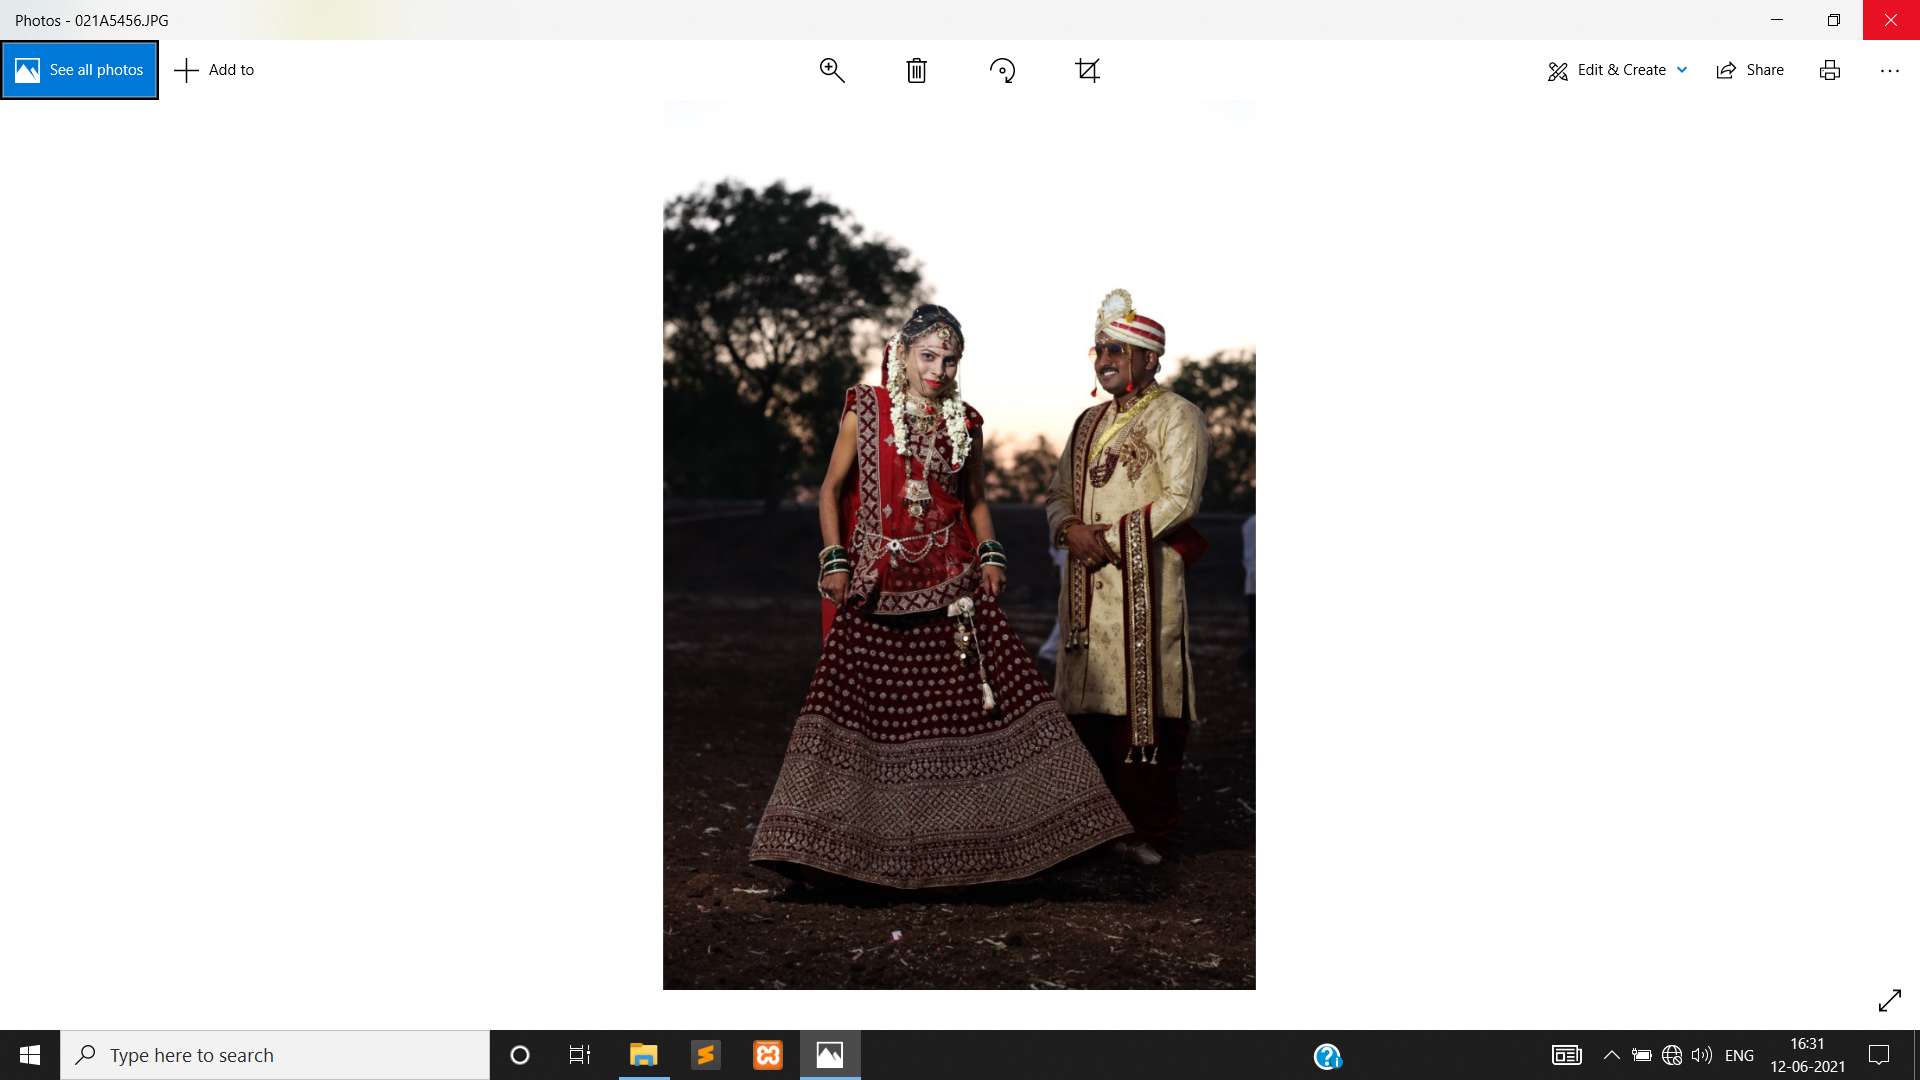 Photos - 021A5456.JPG
See all photos
Add to
Edit & Create
Share
Type here to search
ENG
16:31
12-06-2021